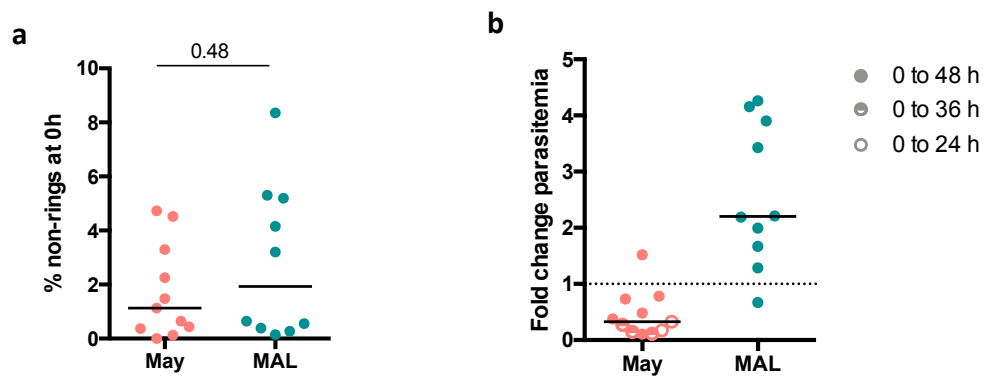 a
0.48
% non-rings at 0h
10
8
6
4
2
0
May
MAL
b
Fold change parasitemia
5
4
3
2
1
0
May
MAL
0 to 48 h
0 to 36 h
0 to 24 h